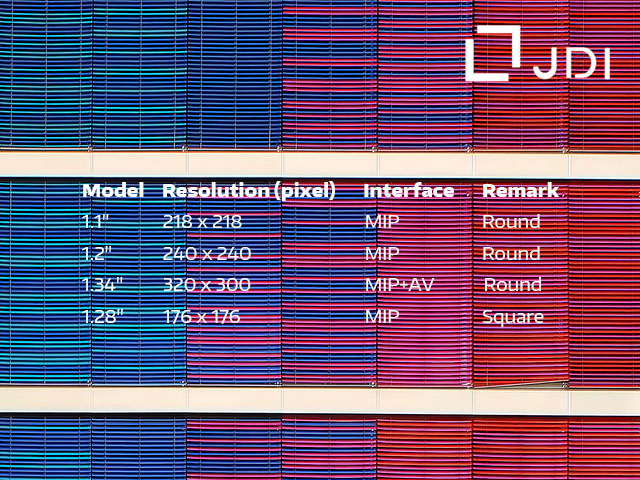 JDI
Model Resolution (pixel) Interface Remark
1.1" 218 x 218 MIP Round
1.2" 240 x 240 MIP Round
1.34" 320 x 300 MIP+AV Round
1.28" 176 x 176 MIP Square